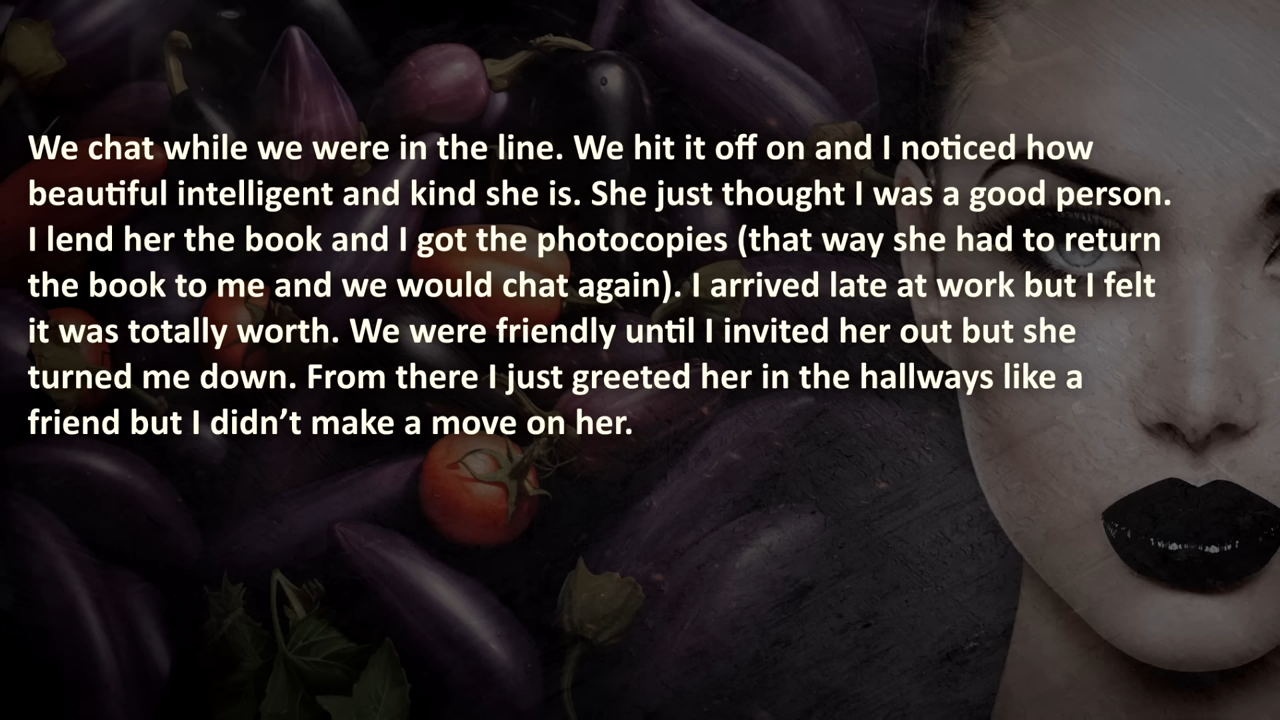 We chat while we were in the line. We hit it off on and I noticed how
beautiful intelligent and kind she is. She just thought I was a good person.
I lend her the book and I got the photocopies (that way she had to return
the book to me and we would chat again). I arrived late at work but I felt
it was totally worth. We were friendly until I invited her out but she
turned me down. From there I just greeted her in the hallways like a
friend but I didn’t make a move on her.